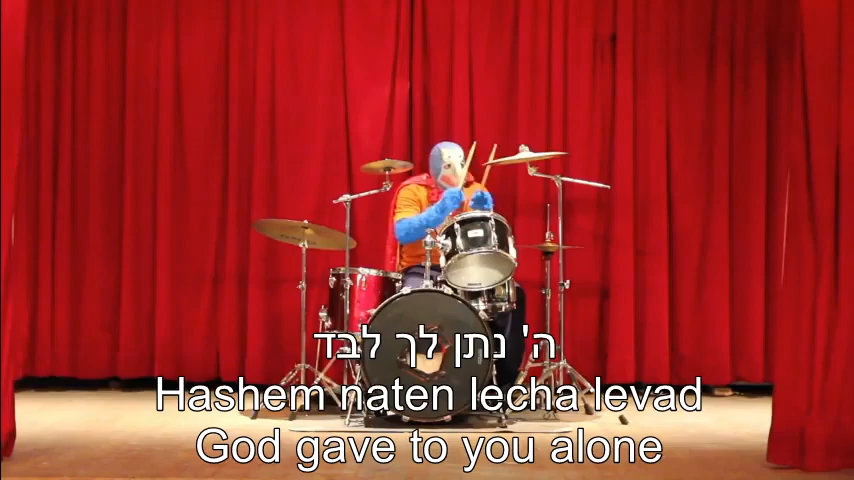 ה' נתן לך לבד
Hashem naten lecha levad
God gave to you alone